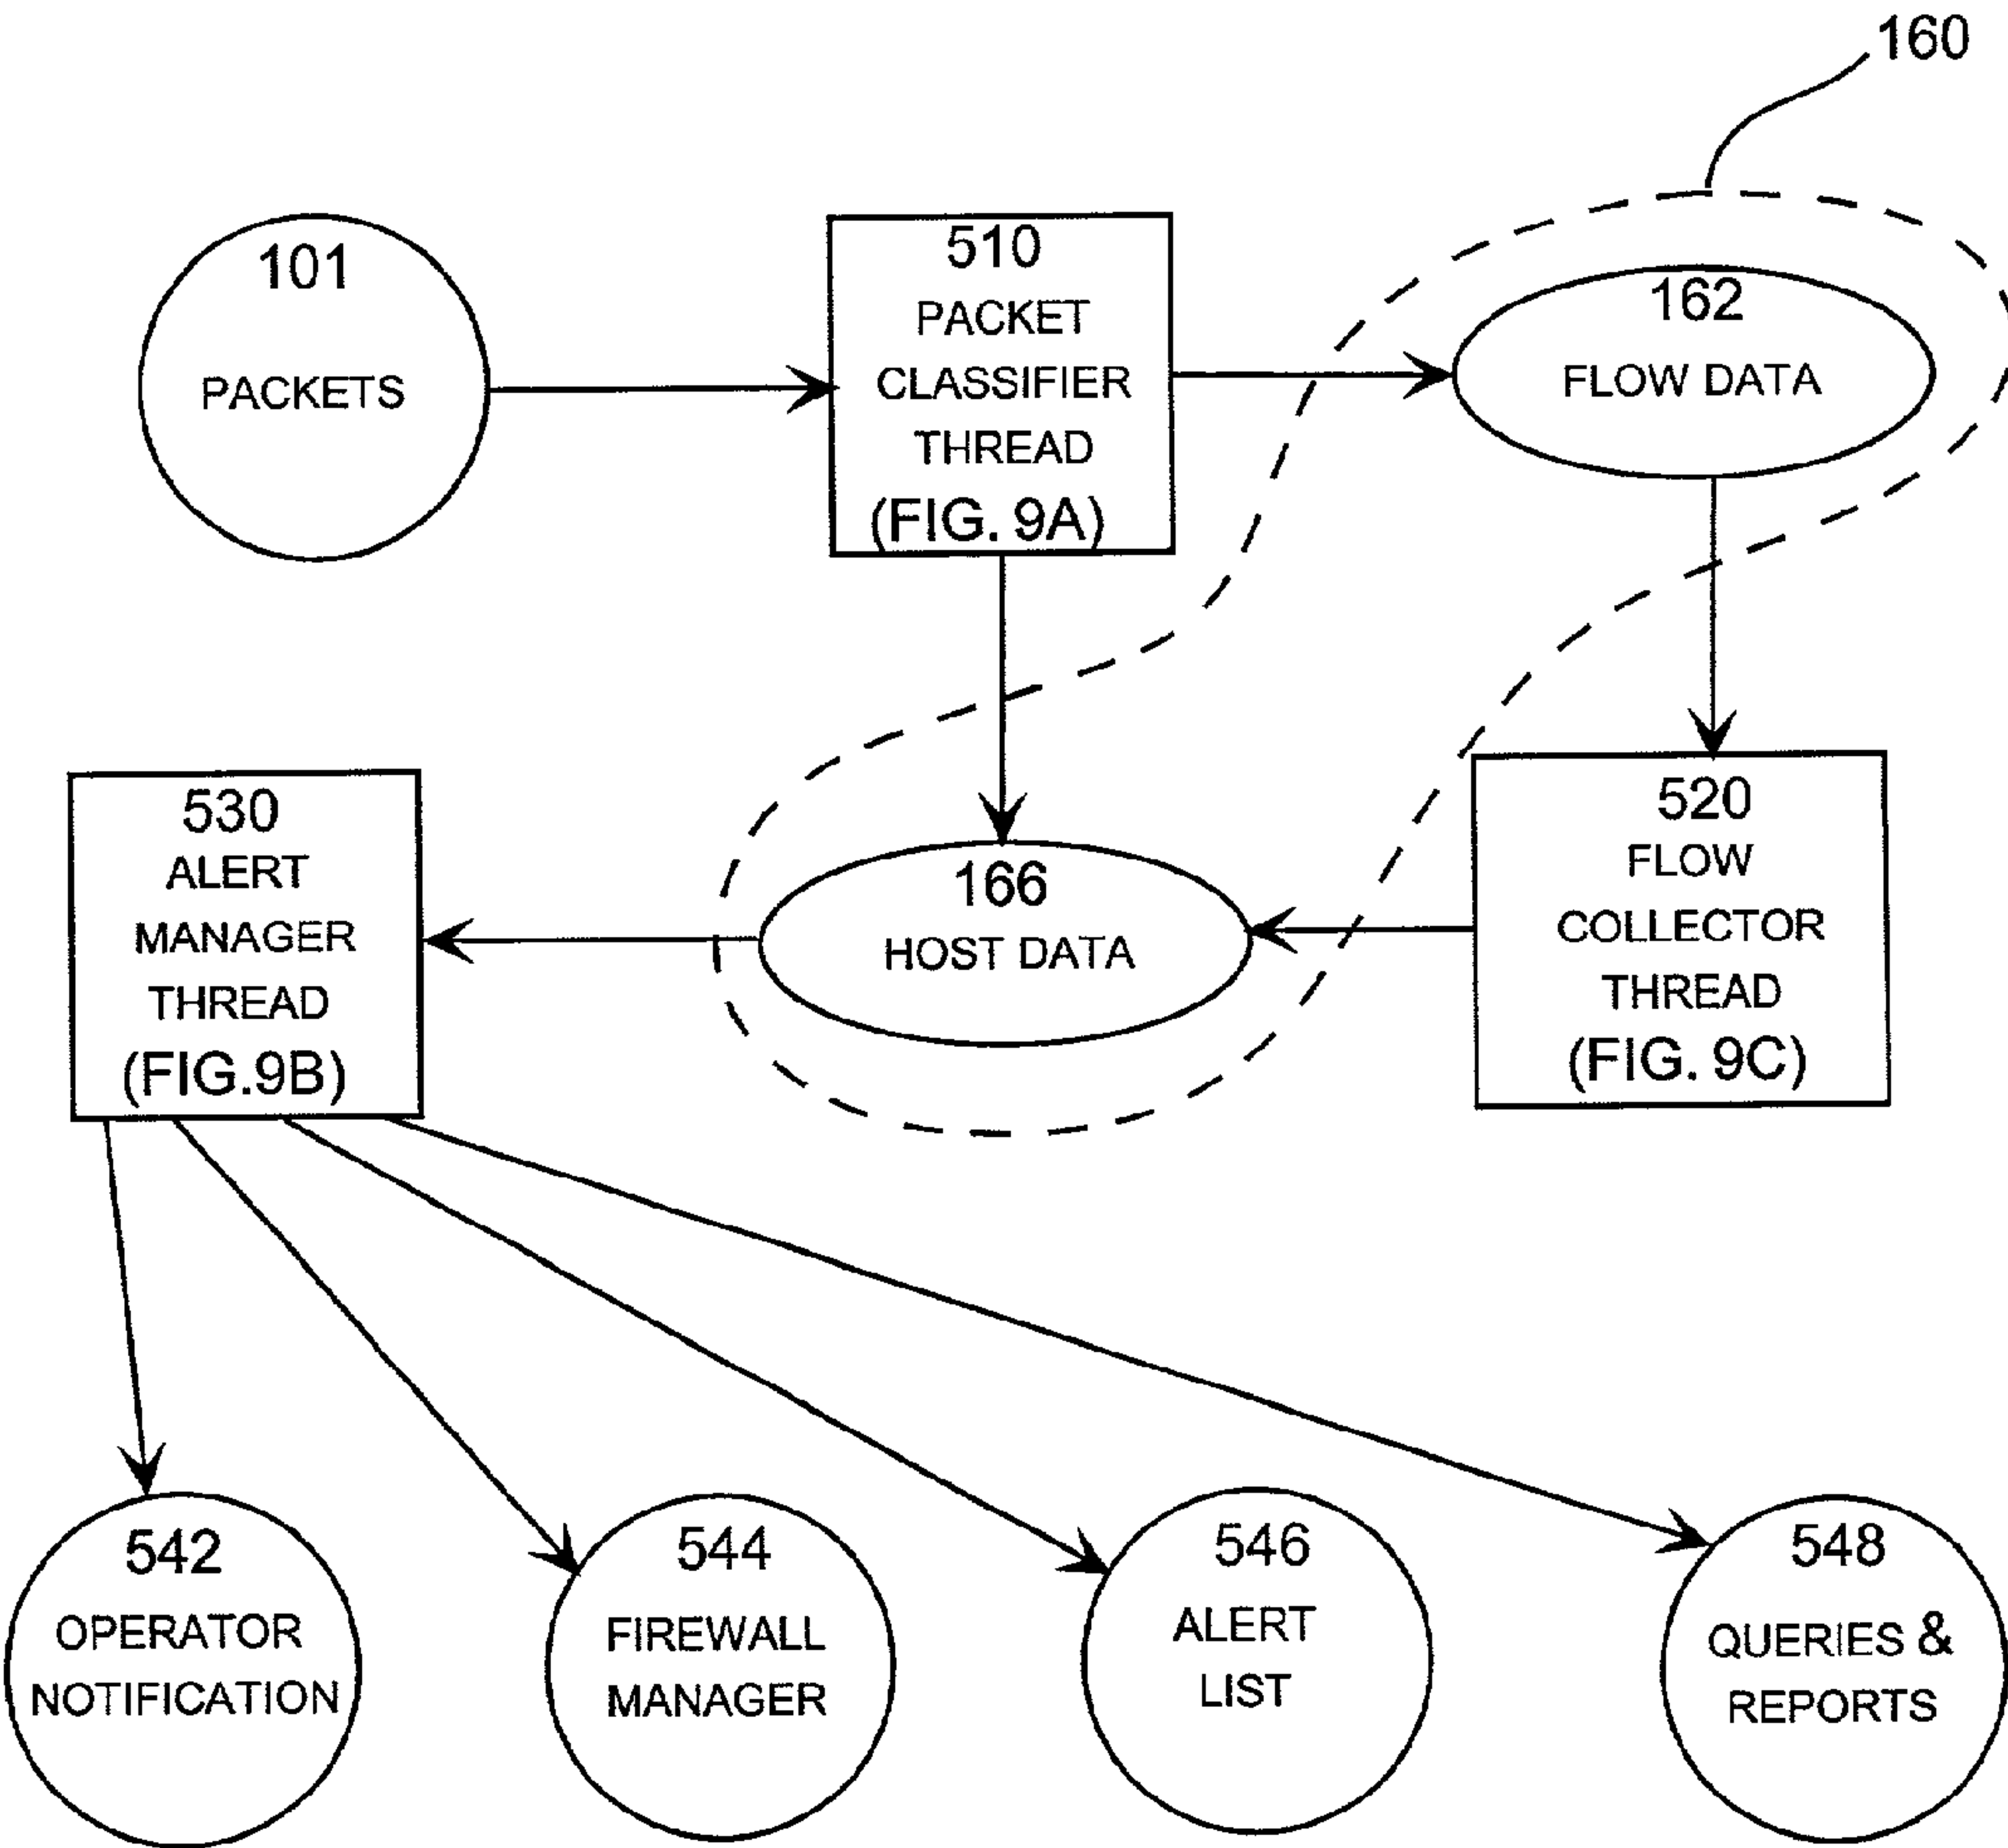 160
101
PACKETS
510
PACKET
CLASSIFIER
THREAD
(FIG. 9A)
162
FLOW DATA
530
ALERT
MANAGER
THREAD
(FIG.9B)
166
HOST DATA
520
FLOW
COLLECTOR
THREAD
(FIG. 9C)
542
OPERATOR
NOTIFICATION
544
FIREWALL
MANAGER
546
ALERT
LIST
548
QUERIES &
REPORTS